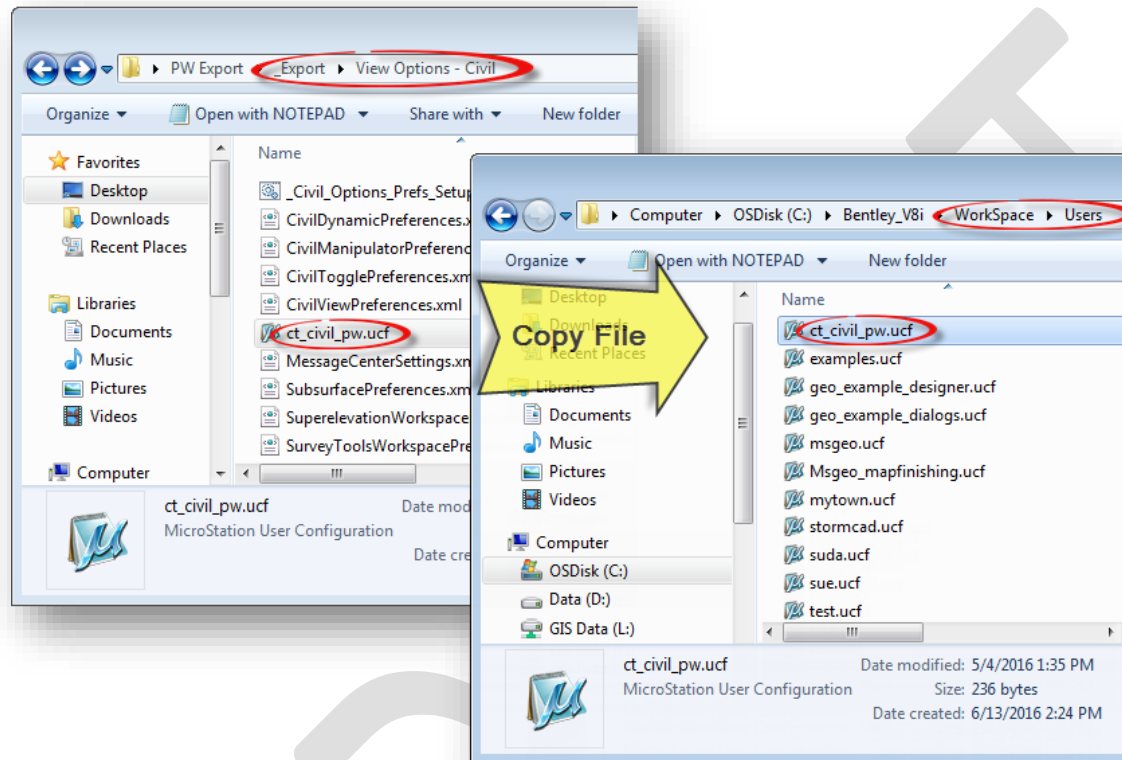 PW Export _Export View Options - Civil
Organize Open with NOTEPAD Share with New folder
Favorites
Desktop
Downloads
Recent Places
Libraries
Documents
Music
Pictures
Videos
Computer
Name
_Civil_Options_Prefs_Setup
CivilDynamicPreferences.x
CivilManipulatorPreferenc
CivilTogglePreferences.xm
CivilViewPreferences.xml
ct_civil_pw.ucf
MessageCenterSettings.xm
SubsurfacePreferences.xm
SuperelevationWorkspace
SurveyToolsWorkspacePre
ct_civil_pw.ucf Date mod
MicroStation User Configuration
Date cre
Computer OSDisk (C:) Bentley_V8i WorkSpace Users
Organize Open with NOTEPAD New folder
Copy File
Desktop
Downloads
Recent Places
Libraries
Documents
Music
Pictures
Videos
Computer
OSDisk (C:)
Data (D:)
GIS Data (L:)
Name
ct_civil_pw.ucf
examples.ucf
geo_example_designer.ucf
geo_example_dialogs.ucf
msgeo.ucf
Msgeo_mapfinishing.ucf
mytown.ucf
stormcad.ucf
suda.ucf
sue.ucf
test.ucf
ct_civil_pw.ucf Date modified: 5/4/2016 1:35 PM
MicroStation User Configuration Size: 236 bytes
Date created: 6/13/2016 2:24 PM